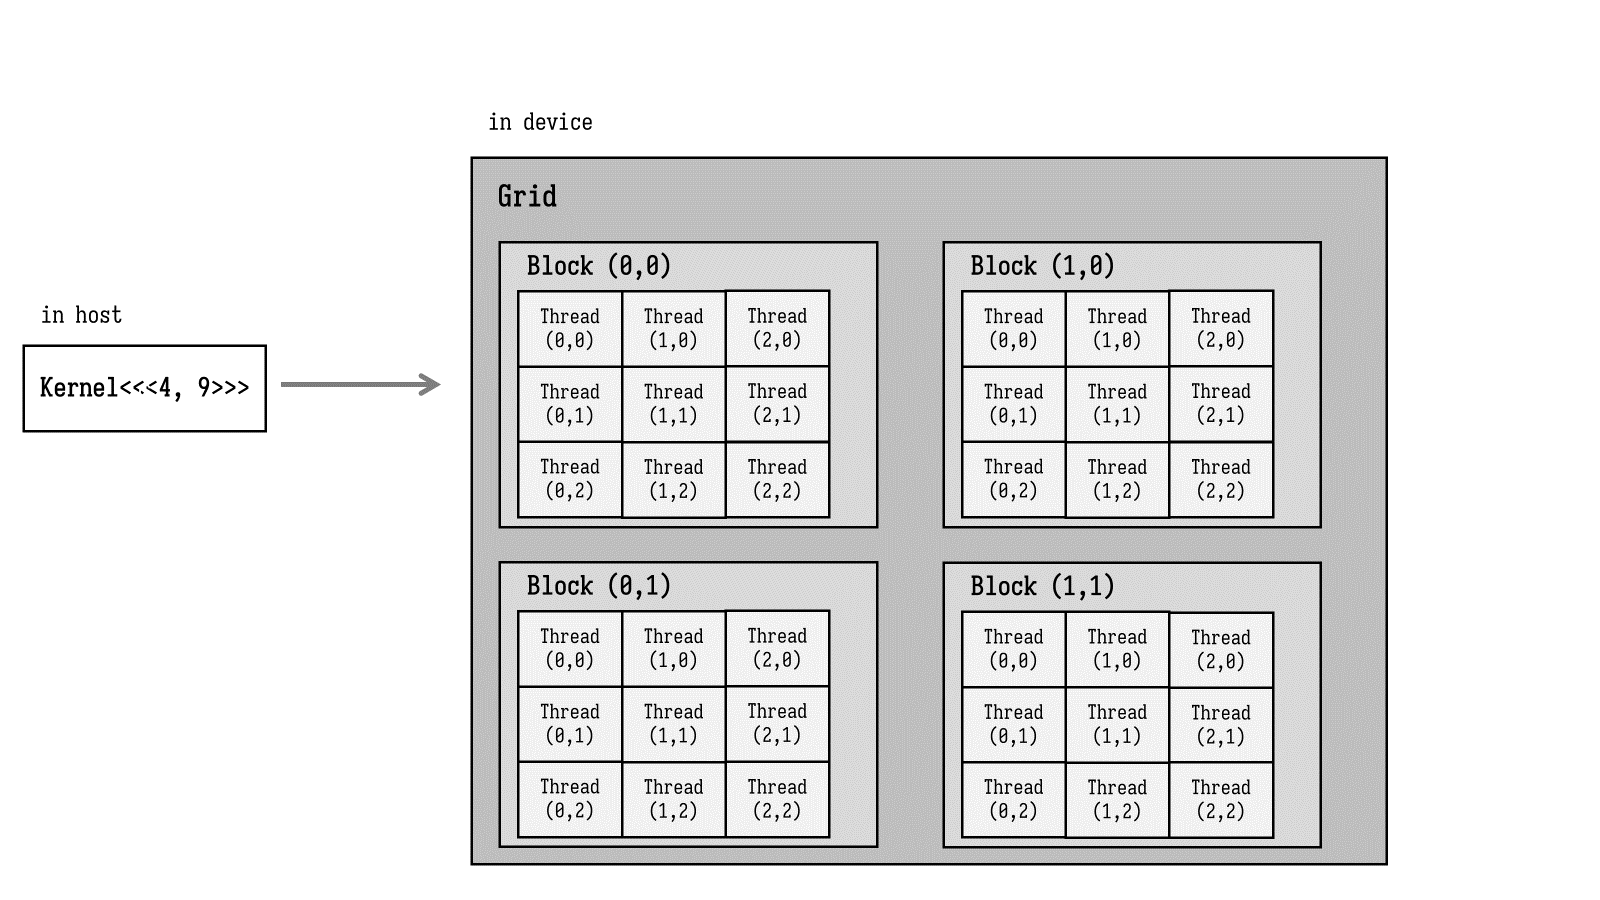 in device
Grid
in host
Kernel<<<4, 9>>>
Block (0,0)
Thread (0,0) Thread (1,0) Thread (2,0)
Thread (0,1) Thread (1,1) Thread (2,1)
Thread (0,2) Thread (1,2) Thread (2,2)
Block (1,0)
Thread (0,0) Thread (1,0) Thread (2,0)
Thread (0,1) Thread (1,1) Thread (2,1)
Thread (0,2) Thread (1,2) Thread (2,2)
Block (0,1)
Thread (0,0) Thread (1,0) Thread (2,0)
Thread (0,1) Thread (1,1) Thread (2,1)
Thread (0,2) Thread (1,2) Thread (2,2)
Block (1,1)
Thread (0,0) Thread (1,0) Thread (2,0)
Thread (0,1) Thread (1,1) Thread (2,1)
Thread (0,2) Thread (1,2) Thread (2,2)